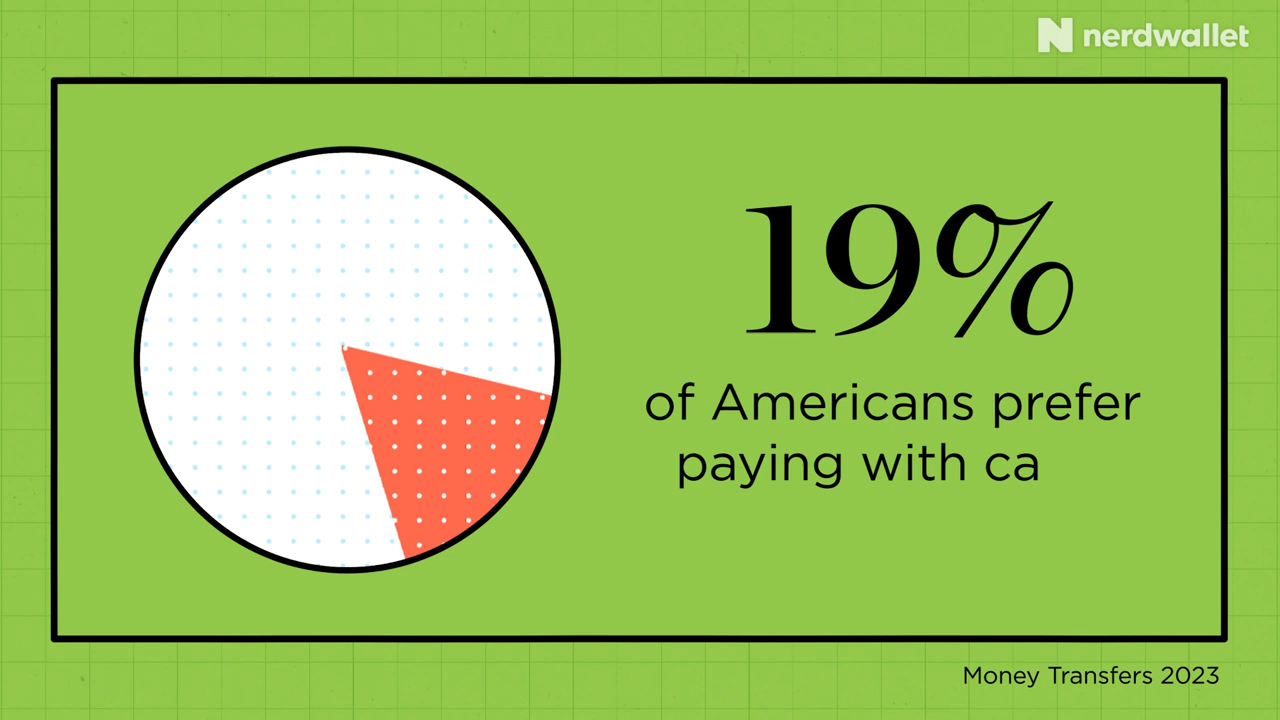 nerdwallet
19%
of Americans prefer
paying with ca
Money Transfers 2023